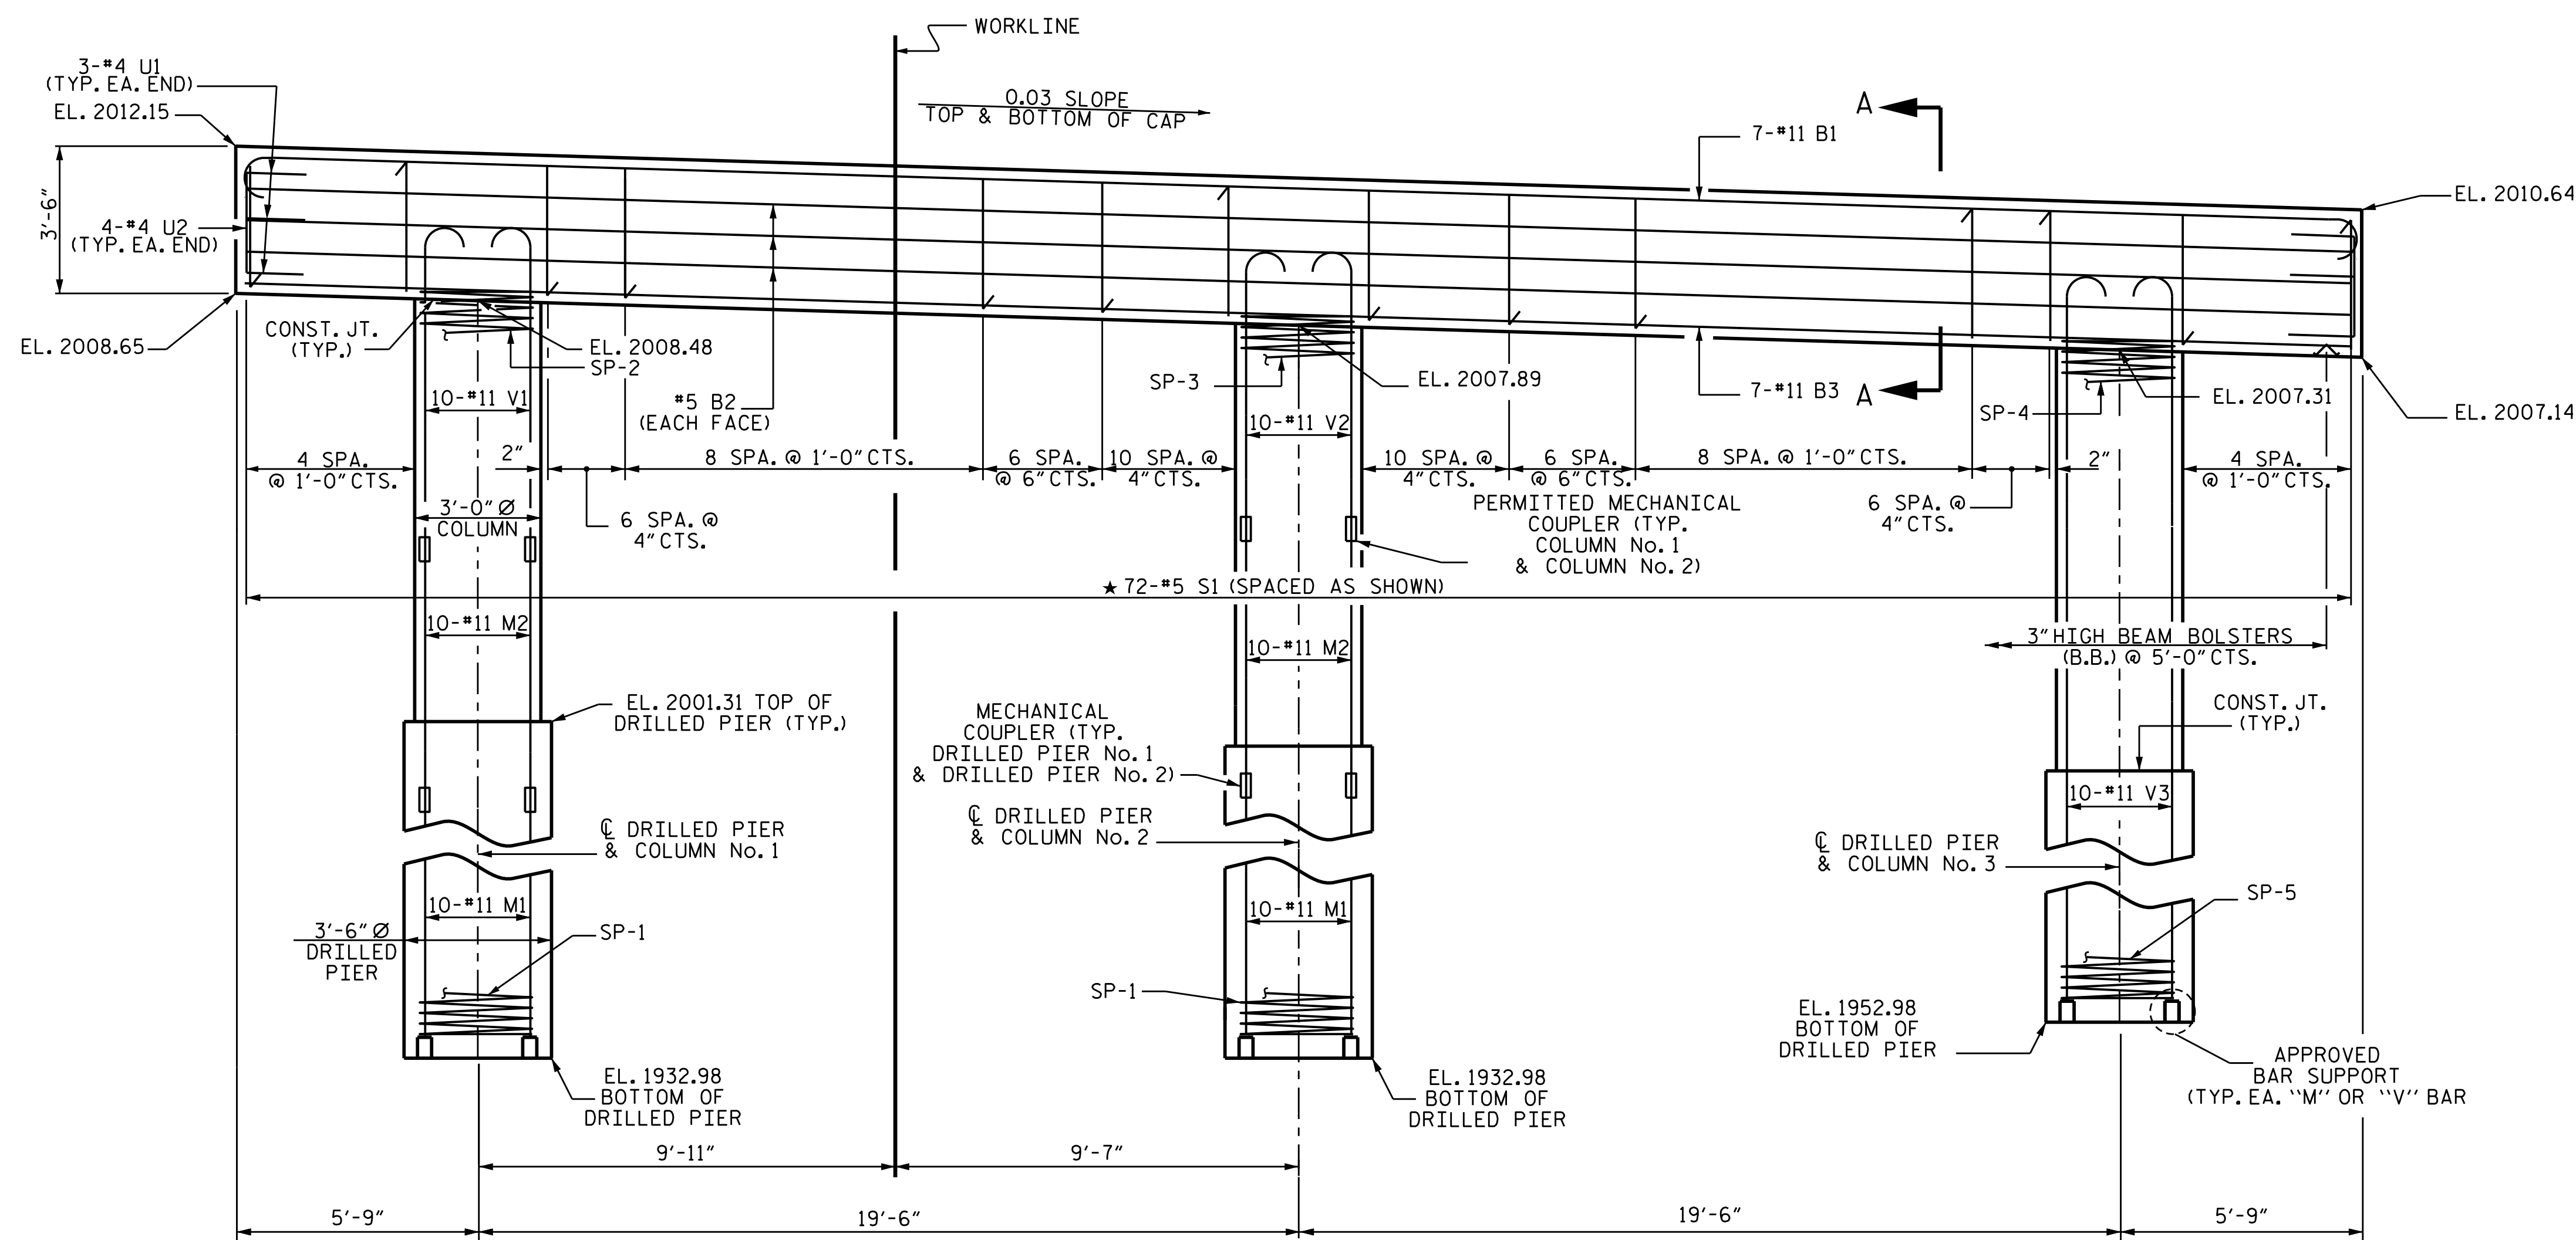 WORKLINE
3-#4 U1
(TYP. EA. END)
EL. 2012.15
0.03 SLOPE
TOP & BOTTOM OF CAP
A
7-#11 B1
EL. 2010.64
3'-6"
4-#4 U2
(TYP. EA. END)
CONST. JT.
(TYP.)
EL. 2008.65
EL. 2008.48
SP-2
SP-3
EL. 2007.89
7-#11 B3
A
SP-4
EL. 2007.31
EL. 2007.14
10-#11 V1
#5 B2
(EACH FACE)
10-#11 V2
4 SPA.
@ 1'-0" CTS.
2"
8 SPA. @ 1'-0" CTS.
6 SPA.
@ 6" CTS.
10 SPA. @
4" CTS.
10 SPA. @
4" CTS.
6 SPA.
@ 6" CTS.
8 SPA. @ 1'-0" CTS.
2"
4 SPA.
@ 1'-0" CTS.
3'-0" Ø
COLUMN
6 SPA. @
4" CTS.
PERMITTED MECHANICAL
COUPLER (TYP.
COLUMN No. 1
& COLUMN No. 2)
6 SPA. @
4" CTS.
★ 72-#5 S1 (SPACED AS SHOWN)
10-#11 M2
10-#11 M2
3" HIGH BEAM BOLSTERS
(B.B.) @ 5'-0" CTS.
EL. 2001.31 TOP OF
DRILLED PIER (TYP.)
MECHANICAL
COUPLER (TYP.
DRILLED PIER No. 1
& DRILLED PIER No. 2)
CONST. JT.
(TYP.)
10-#11 V3
℄ DRILLED PIER
& COLUMN No. 1
℄ DRILLED PIER
& COLUMN No. 2
℄ DRILLED PIER
& COLUMN No. 3
10-#11 M1
10-#11 M1
SP-5
3'-6" Ø
DRILLED
PIER
SP-1
SP-1
EL. 1952.98
BOTTOM OF
DRILLED PIER
APPROVED
BAR SUPPORT
(TYP. EA. "M" OR "V" BAR
EL. 1932.98
BOTTOM OF
DRILLED PIER
EL. 1932.98
BOTTOM OF
DRILLED PIER
9'-11"
9'-7"
5'-9"
19'-6"
19'-6"
5'-9"